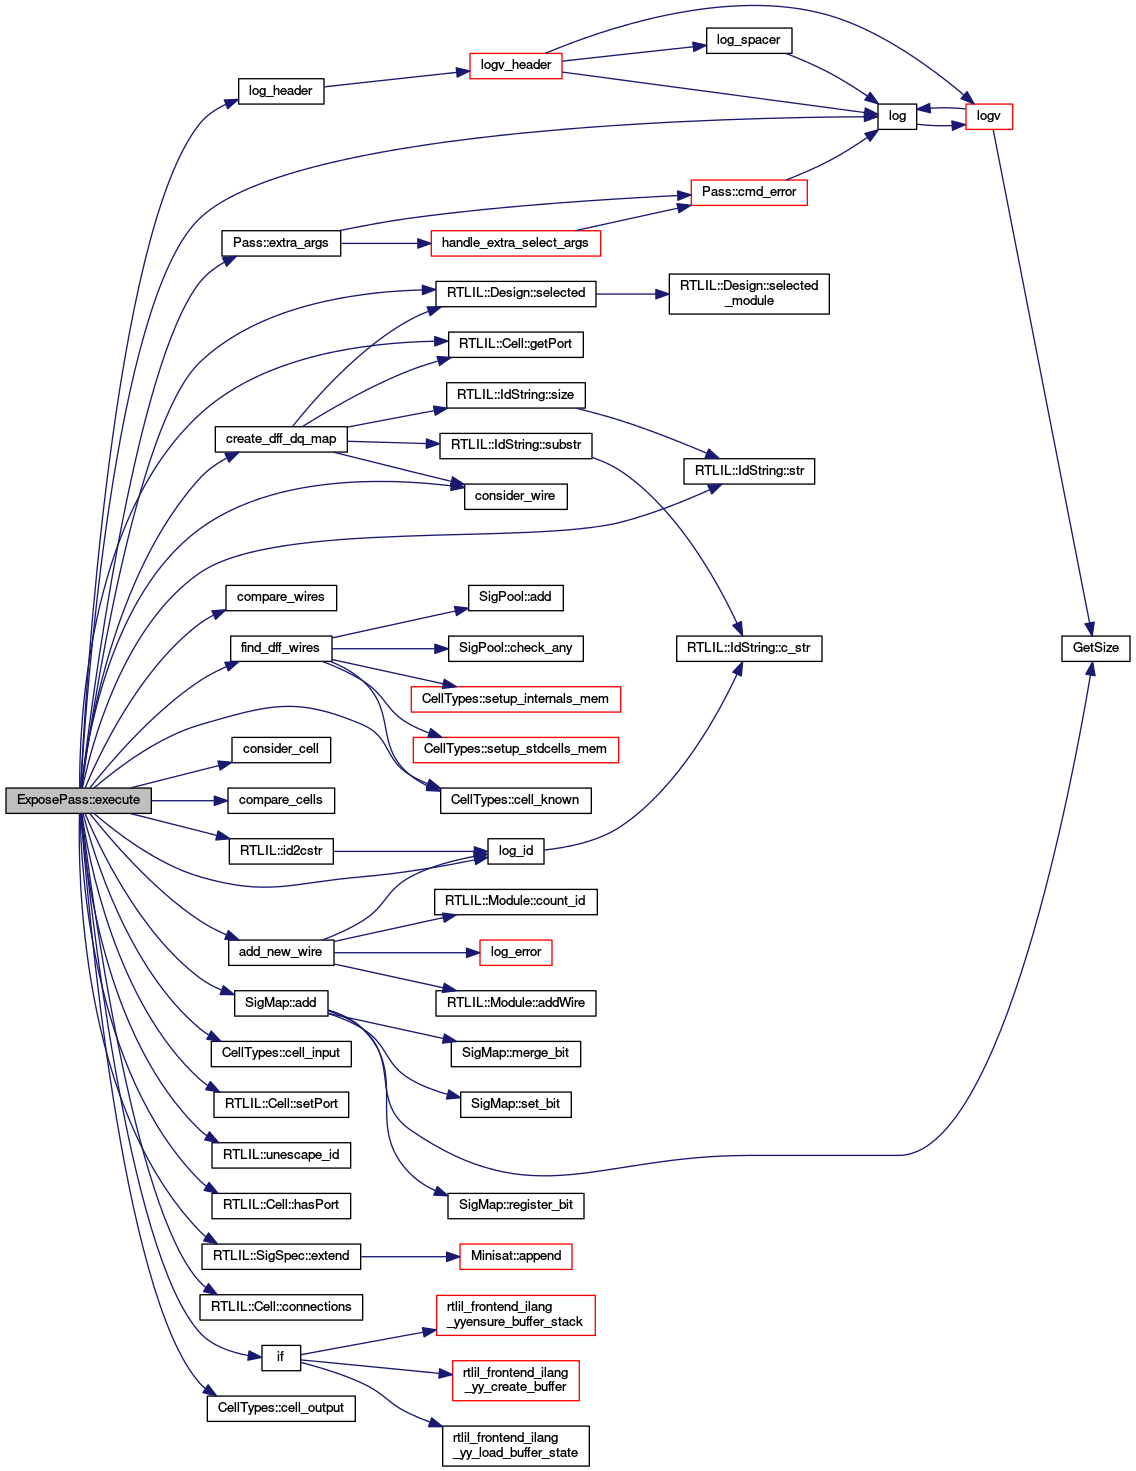 log_spacer
logv_header
log_header
log
logv
Pass::cmd_error
Pass::extra_args
handle_extra_select_args
RTLIL::Design::selected
RTLIL::Design::selected
_module
RTLIL::Cell::getPort
RTLIL::IdString::size
create_dff_dq_map
RTLIL::IdString::substr
RTLIL::IdString::str
consider_wire
compare_wires
SigPool::add
find_dff_wires
SigPool::check_any
RTLIL::IdString::c_str
GetSize
CellTypes::setup_internals_mem
consider_cell
CellTypes::setup_stdcells_mem
ExposePass::execute
compare_cells
CellTypes::cell_known
RTLIL::id2cstr
log_id
RTLIL::Module::count_id
add_new_wire
log_error
SigMap::add
RTLIL::Module::addWire
CellTypes::cell_input
SigMap::merge_bit
RTLIL::Cell::setPort
SigMap::set_bit
RTLIL::unescape_id
RTLIL::Cell::hasPort
SigMap::register_bit
RTLIL::SigSpec::extend
Minisat::append
RTLIL::Cell::connections
rtlil_frontend_ilang
_yyensure_buffer_stack
if
rtlil_frontend_ilang
_yy_create_buffer
CellTypes::cell_output
rtlil_frontend_ilang
_yy_load_buffer_state